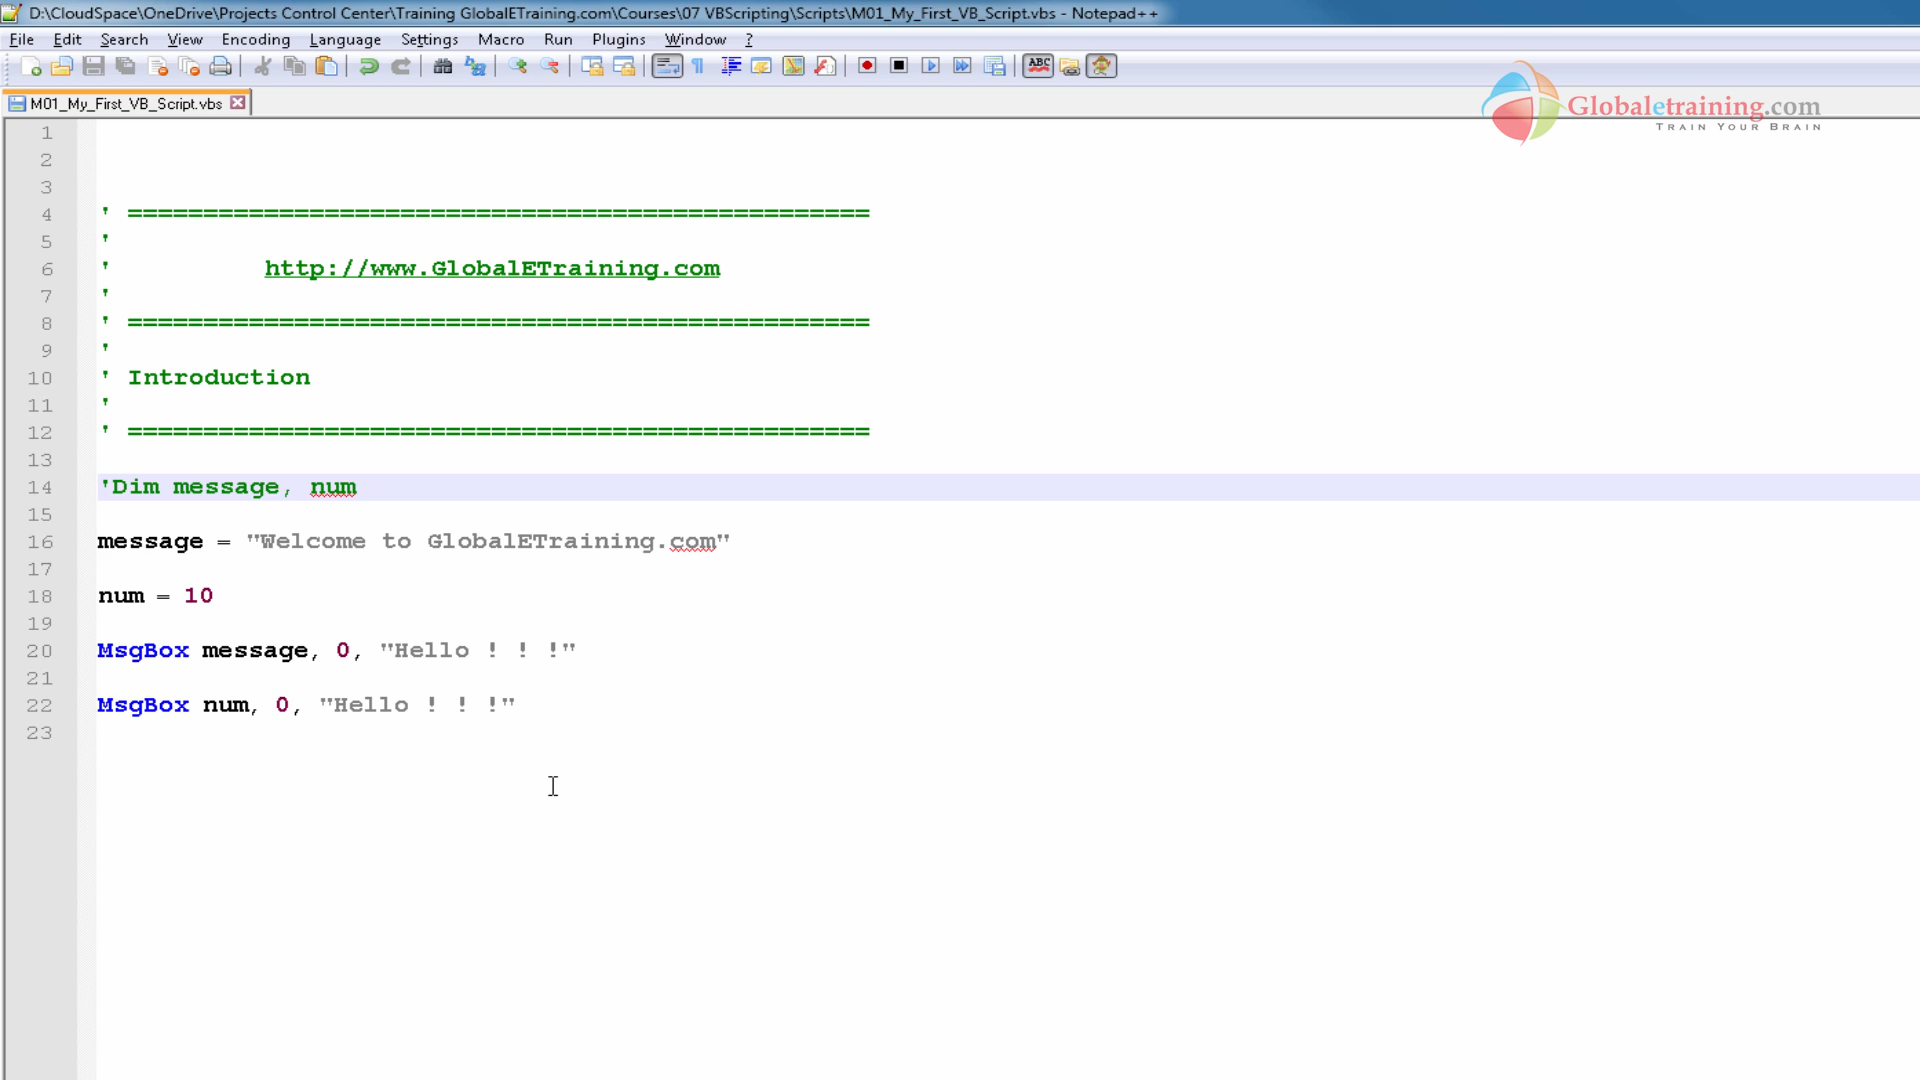 D:\CloudSpace\OneDrive\Projects Control Center\Training GlobalETraining.com\Courses\07 VBScripting\Scripts\M01_My_First_VB_Script.vbs - Notepad++
File Edit Search View Encoding Language Settings Macro Run Plugins Window ?
ABC
M01_My_First_VB_Script.vbs
Globaletraining.com
TRAIN YOUR BRAIN
1
2
3
4 ' =================================================
5 '
6 ' http://www.GlobalETraining.com
7 '
8 ' =================================================
9 '
10 ' Introduction
11 '
12 ' =================================================
13
14 'Dim message, num
15
16 message = "Welcome to GlobalETraining.com"
17
18 num = 10
19
20 MsgBox message, 0, "Hello ! ! !"
21
22 MsgBox num, 0, "Hello ! ! !"
23